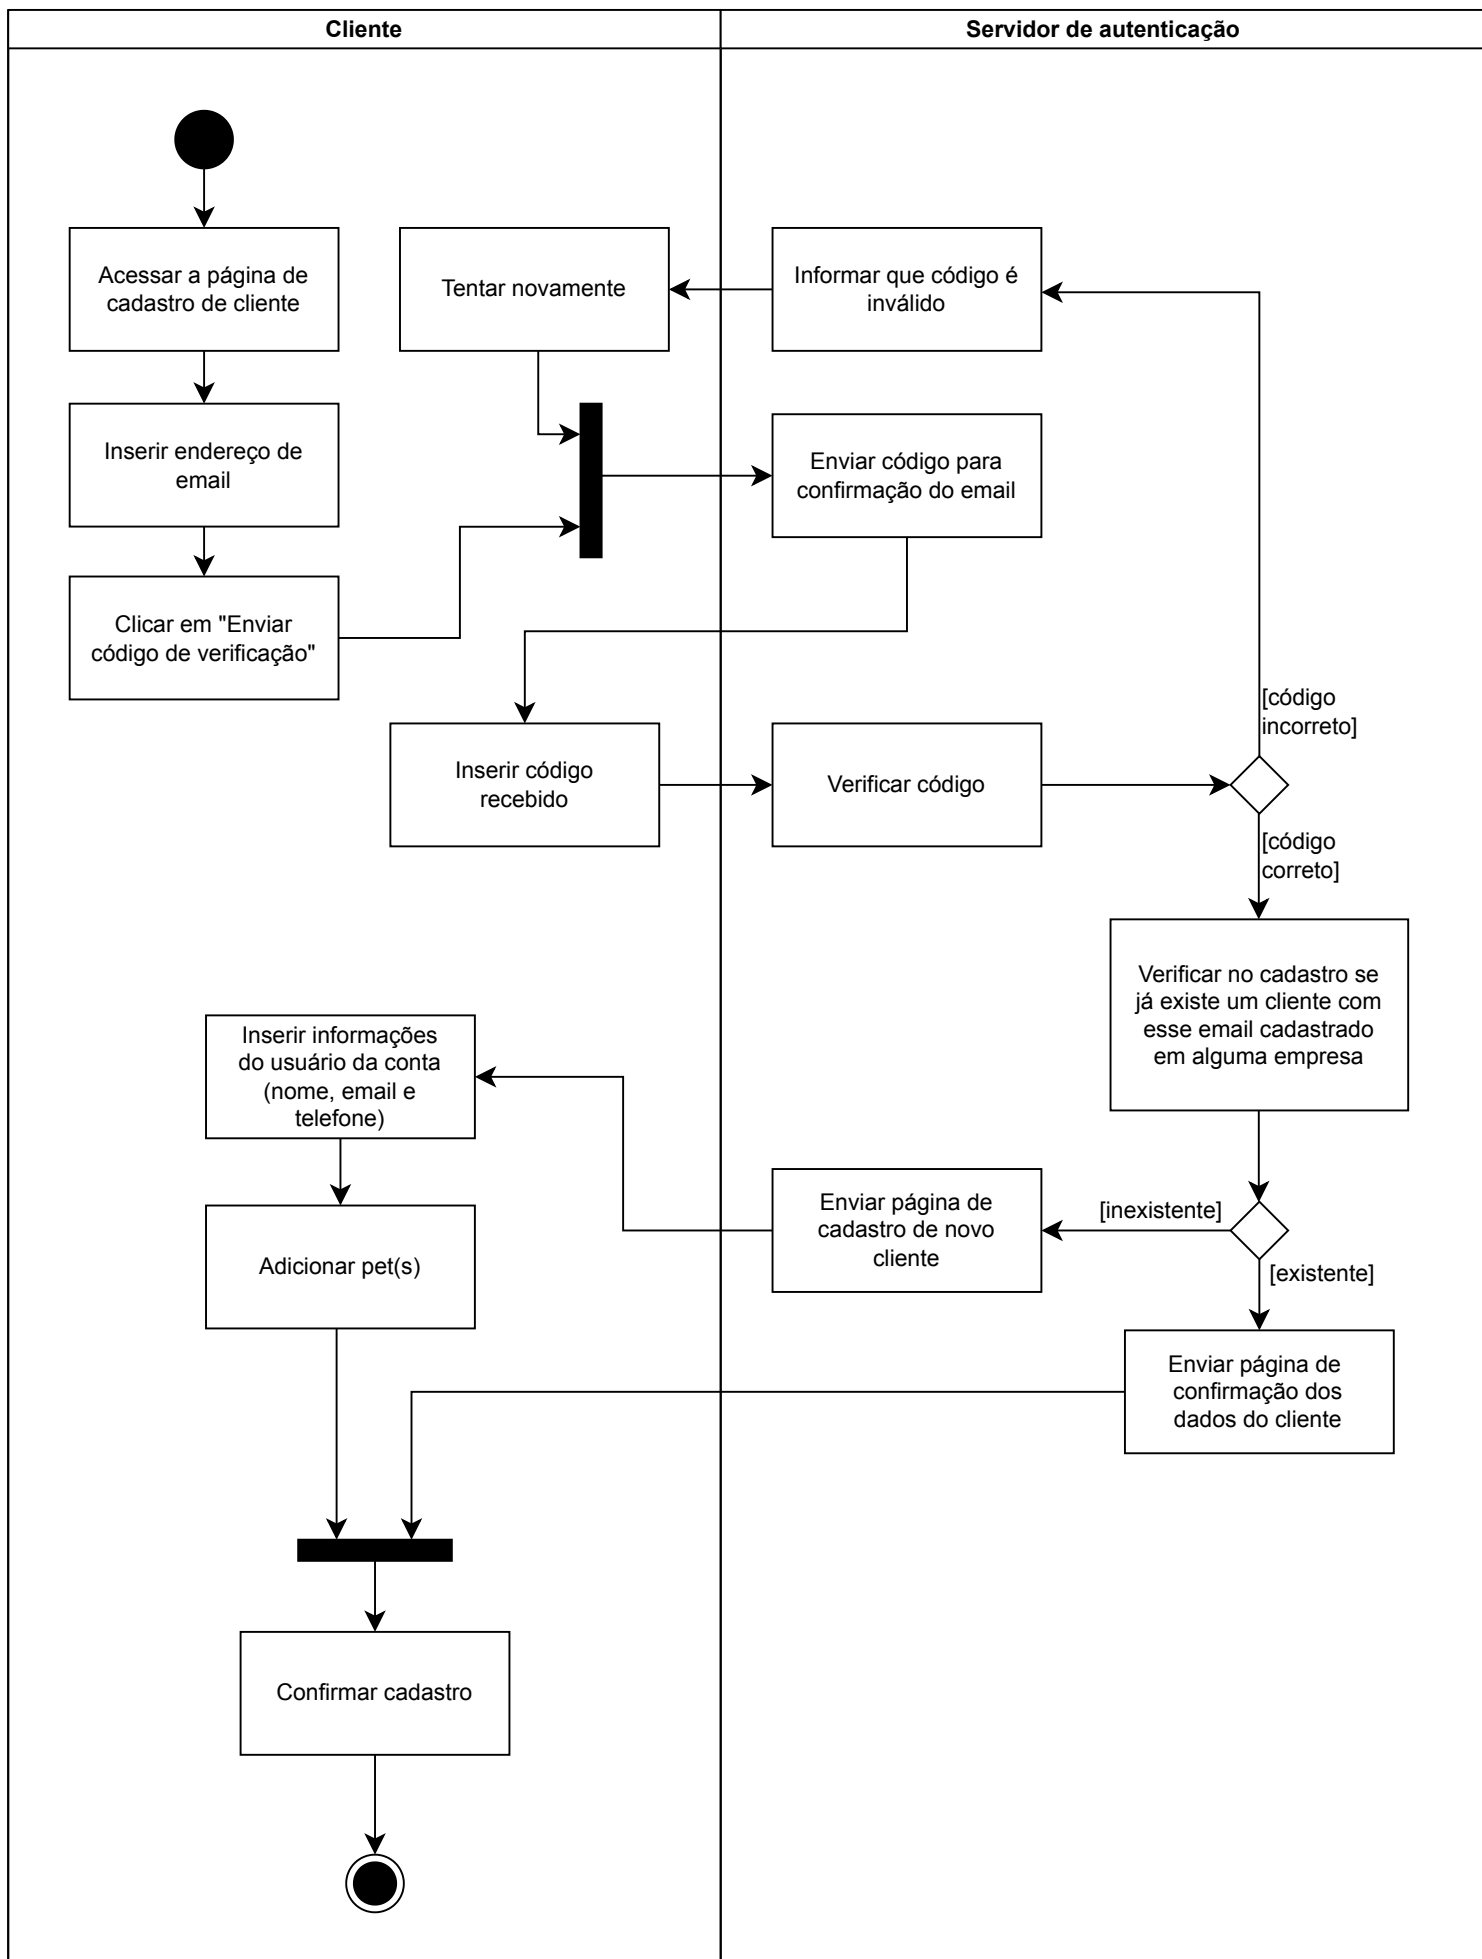 Cliente
Servidor de autenticação
Acessar a página de
cadastro de cliente
Tentar novamente
Informar que código é
inválido
Inserir endereço de
email
Enviar código para
confirmação do email
Clicar em "Enviar
código de verificação"
[código
incorreto]
Inserir código
recebido
Verificar código
[código
correto]
Verificar no cadastro se
já existe um cliente com
esse email cadastrado
em alguma empresa
Inserir informações
do usuário da conta
(nome, email e
telefone)
Enviar página de
cadastro de novo
cliente
[inexistente]
Adicionar pet(s)
[existente]
Enviar página de
confirmação dos
dados do cliente
Confirmar cadastro